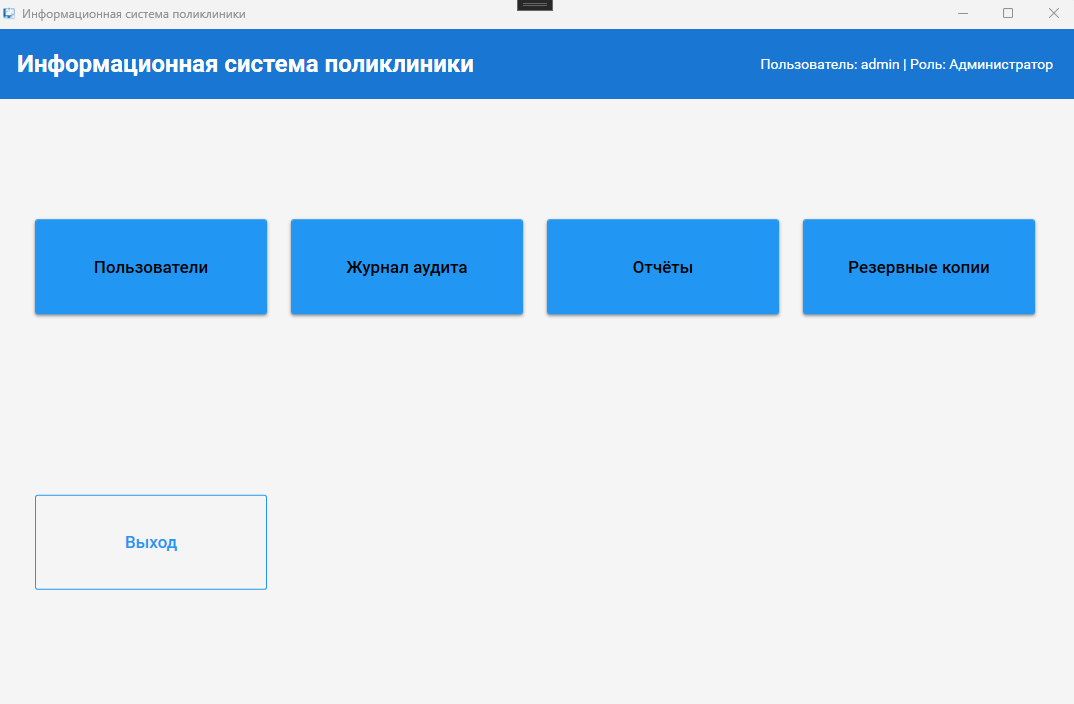 Информационная система поликлиники
Информационная система поликлиники
Пользователь: admin | Роль: Администратор
Пользователи
Журнал аудита
Отчёты
Резервные копии
Выход